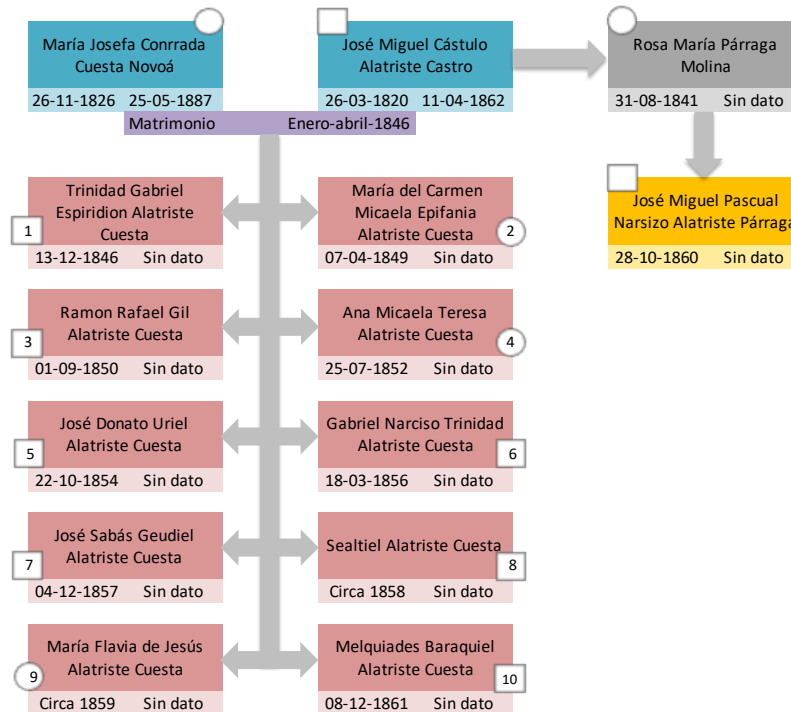 María Josefa Conrrada
Cuesta Novoá
26-11-1826 25-05-1887
José Miguel Cástulo
Alatriste Castro
26-03-1820 11-04-1862
Rosa María Párraga
Molina
31-08-1841 Sin dato
Matrimonio Enero-abril-1846
Trinidad Gabriel
Espiridion Alatriste
Cuesta
1
13-12-1846 Sin dato
María del Carmen
Micaela Epifania
Alatriste Cuesta
2
07-04-1849 Sin dato
José Miguel Pascual
Narsizo Alatriste Párraga
28-10-1860 Sin dato
Ramon Rafael Gil
Alatriste Cuesta
3
01-09-1850 Sin dato
Ana Micaela Teresa
Alatriste Cuesta
4
25-07-1852 Sin dato
José Donato Uriel
Alatriste Cuesta
5
22-10-1854 Sin dato
Gabriel Narciso Trinidad
Alatriste Cuesta
6
18-03-1856 Sin dato
José Sabás Geudiel
Alatriste Cuesta
7
04-12-1857 Sin dato
Sealtiel Alatriste Cuesta
8
Circa 1858 Sin dato
María Flavia de Jesús
Alatriste Cuesta
9
Circa 1859 Sin dato
Melquiades Baraquiel
Alatriste Cuesta
10
08-12-1861 Sin dato